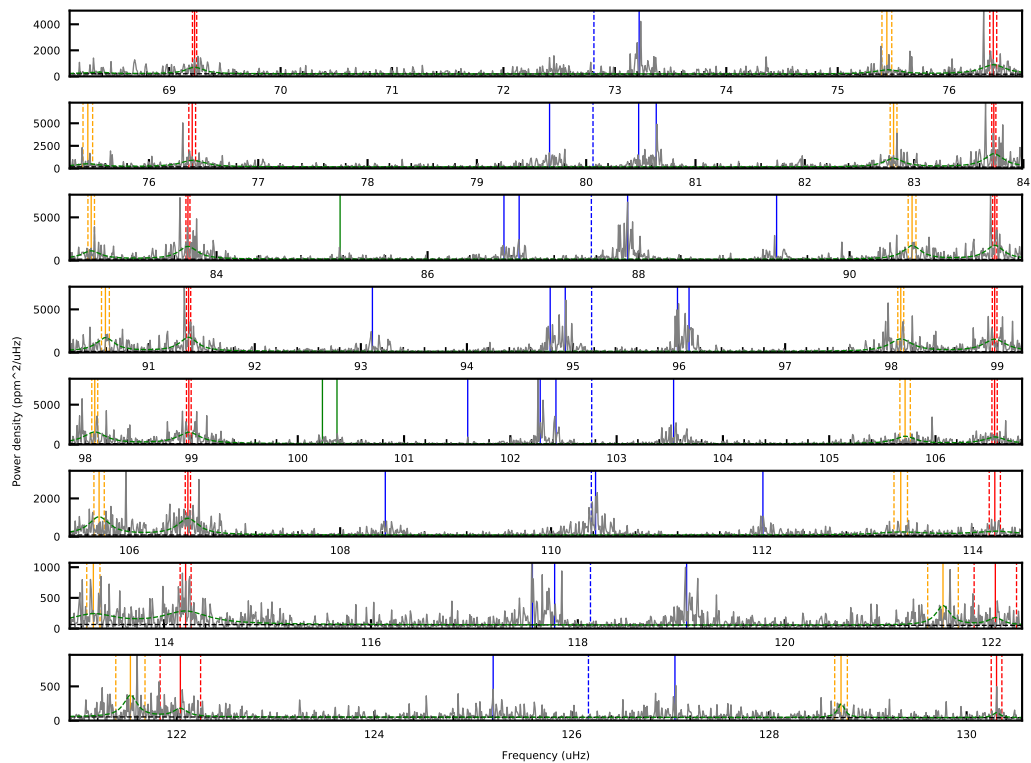 4000
2000
0
69 70 71 72 73 74 75 76
5000
2500
0
76 77 78 79 80 81 82 83 84
5000
0
84 86 88 90
5000
0
91 92 93 94 95 96 97 98 99
5000
0
98 99 100 101 102 103 104 105 106
2000
0
106 108 110 112 114
1000
500
0
114 116 118 120 122
500
0
122 124 126 128 130
Power density (ppm^2/uHz)
Frequency (uHz)